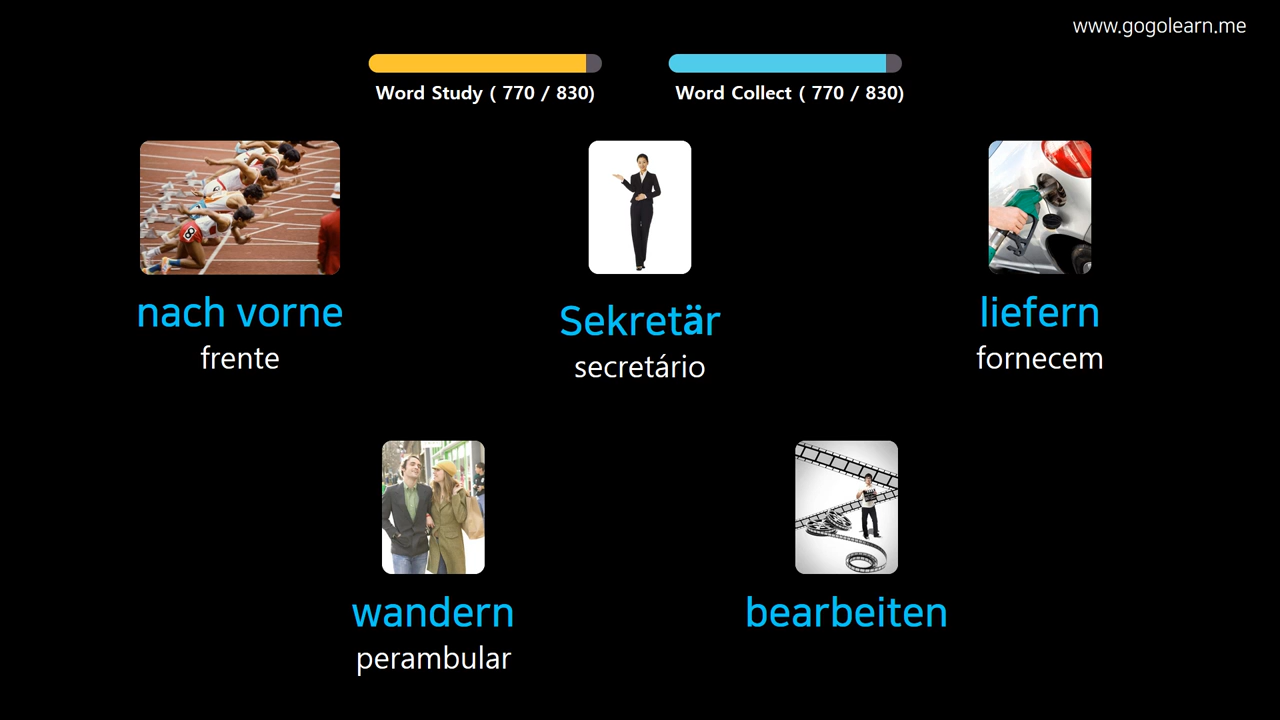 www.gogolearn.me
Word Study ( 770 / 830)
Word Collect ( 770 / 830)
nach vorne
frente
Sekretär
secretário
liefern
fornecem
wandern
perambular
bearbeiten